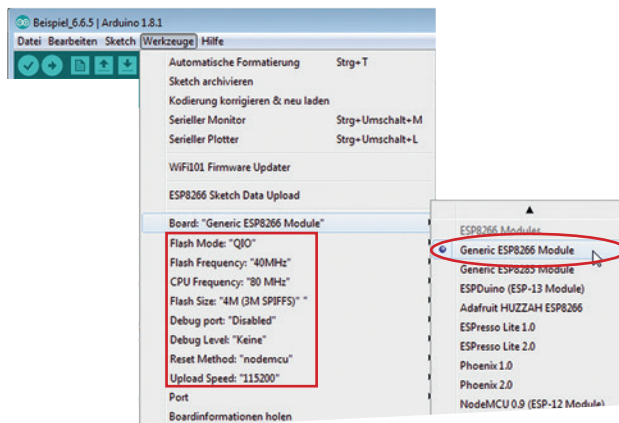 Beispiel_6.6.5 | Arduino 1.8.1
Datei Bearbeiten Sketch Werkzeuge Hilfe
Automatische Formatierung Strg+T
Sketch archivieren
Kodierung korrigieren & neu laden
Serieller Monitor Strg+Umschalt+M
Serieller Plotter Strg+Umschalt+L
WiFi101 Firmware Updater
ESP8266 Sketch Data Upload
Board: "Generic ESP8266 Module"
Flash Mode: "QIO"
Flash Frequency: "40MHz"
CPU Frequency: "80 MHz"
Flash Size: "4M (3M SPIFFS)" "
Debug port: "Disabled"
Debug Level: "Keine"
Reset Method: "nodemcu"
Upload Speed: "115200"
Port
Boardinformationen holen
ESP8266 Modules
Generic ESP8266 Module
Generic ESP8285 Module
ESPDuino (ESP-13 Module)
Adafruit HUZZAH ESP8266
ESPresso Lite 1.0
ESPresso Lite 2.0
Phoenix 1.0
Phoenix 2.0
NodeMCU 0.9 (ESP-12 Module)